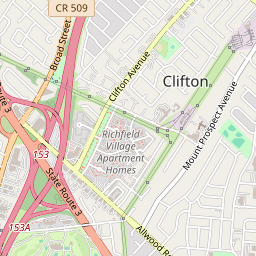 CR 509
Broad Street
Clifton Avenue
Clifton
Mount Prospect Avenue
Route 3
Richfield
Village
Apartment
Homes
153
State Route 3
153A
Allwood Ro